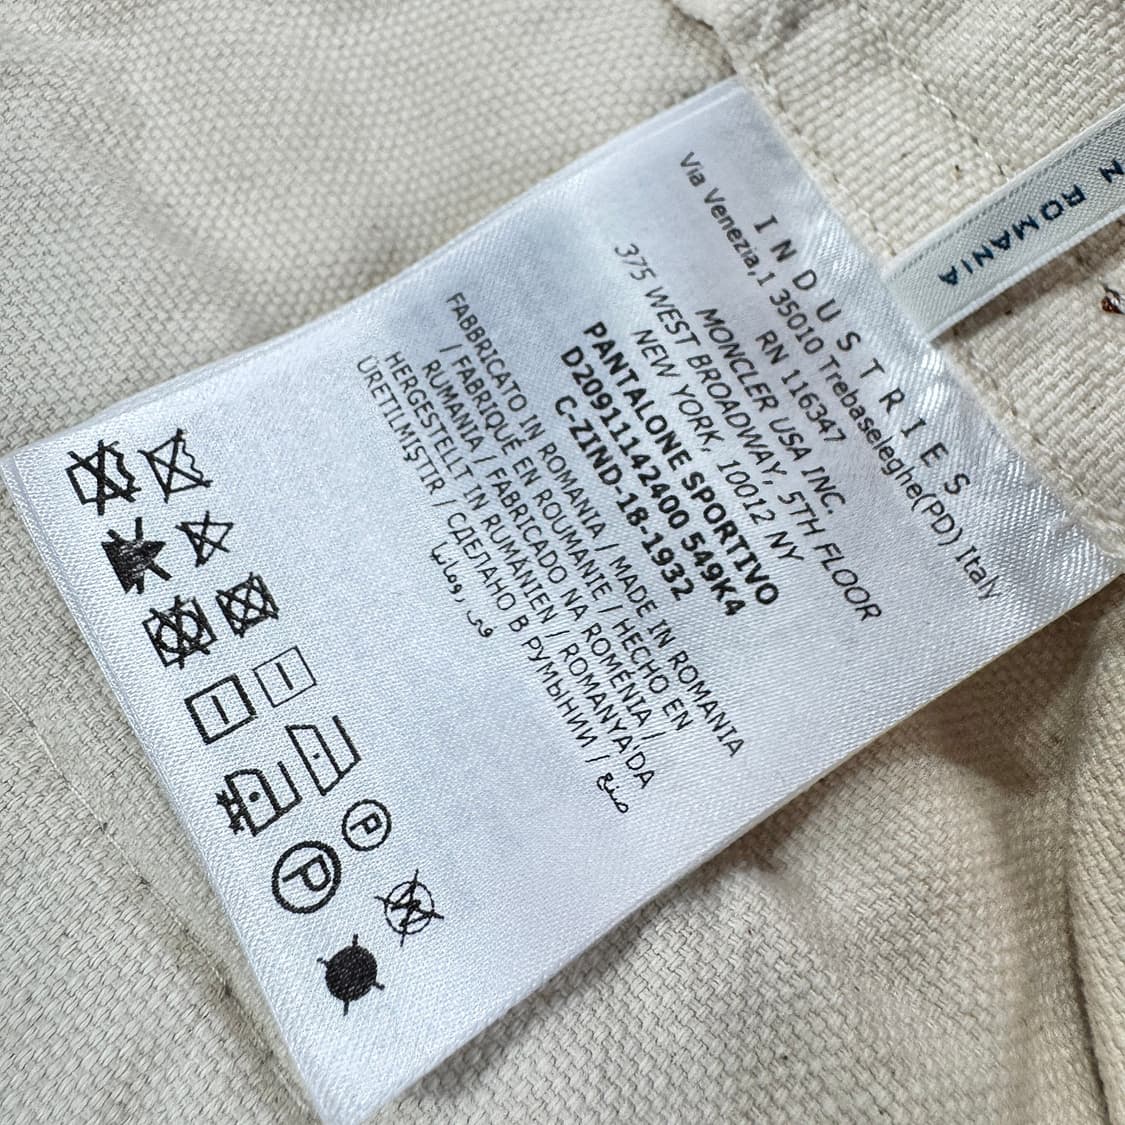 INDUSTRIES
Via Venezia,1 35010 Trebaseleghe(PD) Italy
RN 116347
MONCLER USA INC.
375 WEST BROADWAY, 5TH FLOOR
NEW YORK, 10012 NY
PANTALONE SPORTIVO
D20911142400 549K4
C-ZIND-18-1932
FABBRICATO IN ROMANIA / MADE IN ROMANIA
/ FABRIQUÉ EN ROUMANIE / HECHO EN
RUMANIA / FABRICADO NA ROMÉNIA /
HERGESTELLT IN RUMÄNIEN / ROMANYA'DA
ÜRETILMIŞTIR / СДЕЛАНО В РУМЫНИИ / صنع
في رومانيا
P
P
W
N ROMANIA